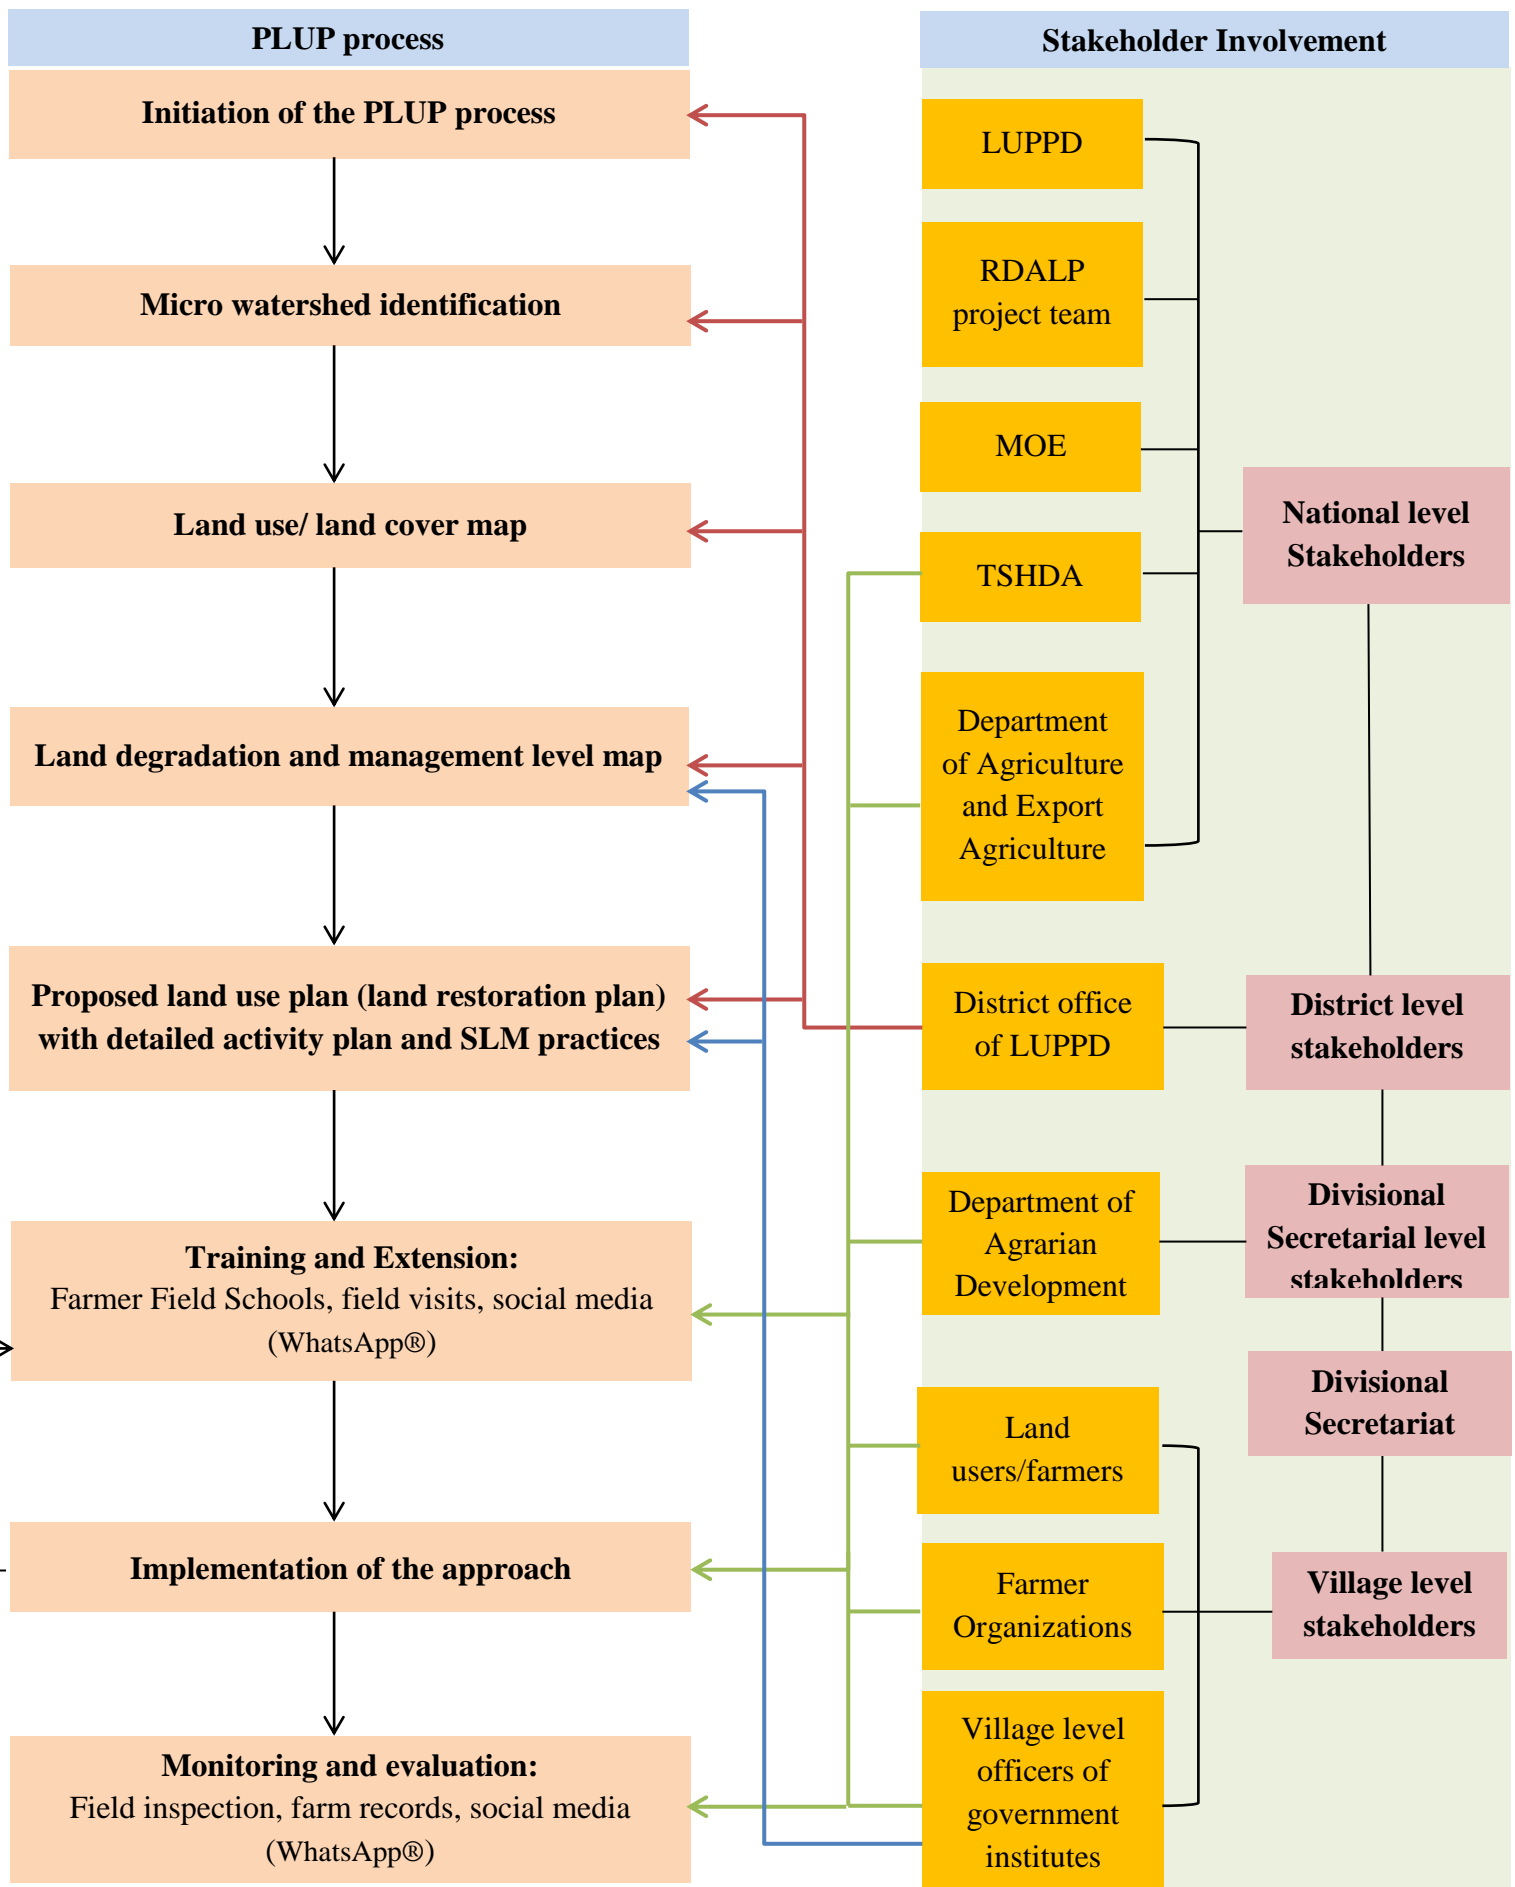 PLUP process
Initiation of the PLUP process
Micro watershed identification
Land use/ land cover map
Land degradation and management level map
Proposed land use plan (land restoration plan)
with detailed activity plan and SLM practices
Training and Extension:
Farmer Field Schools, field visits, social media
(WhatsApp®)
Implementation of the approach
Monitoring and evaluation:
Field inspection, farm records, social media
(WhatsApp®)
Stakeholder Involvement
LUPPD
RDALP
project team
MOE
TSHDA
Department
of Agriculture
and Export
Agriculture
District office
of LUPPD
Department of
Agrarian
Development
Land
users/farmers
Farmer
Organizations
Village level
officers of
government
institutes
National level
Stakeholders
District level
stakeholders
Divisional
Secretarial level
stakeholders
Divisional
Secretariat
Village level
stakeholders